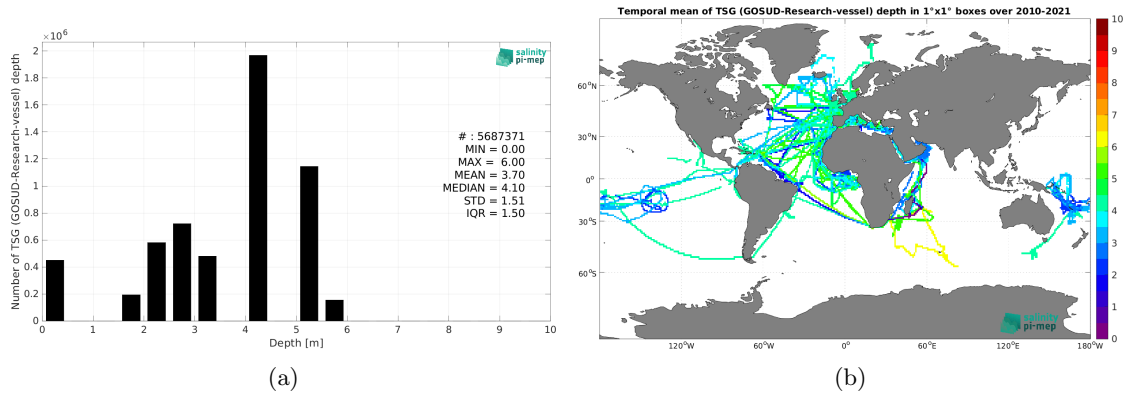 ×10⁶
2
1.8
1.6
1.4
1.2
1
0.8
0.6
0.4
0.2
0
Number of TSG (GOSUD-Research-vessel) depth
salinity
pi-mep
# : 5687371
MIN = 0.00
MAX = 6.00
MEAN = 3.70
MEDIAN = 4.10
STD = 1.51
IQR = 1.50
0 1 2 3 4 5 6 7 8 9 10
Depth [m]
(a)
Temporal mean of TSG (GOSUD-Research-vessel) depth in 1°x1° boxes over 2010-2021
60°N
30°N
0°
30°S
60°S
120°W 60°W 0° 60°E 120°E 180°W
salinity
pi-mep
10
9
8
7
6
5
4
3
2
1
0
(b)